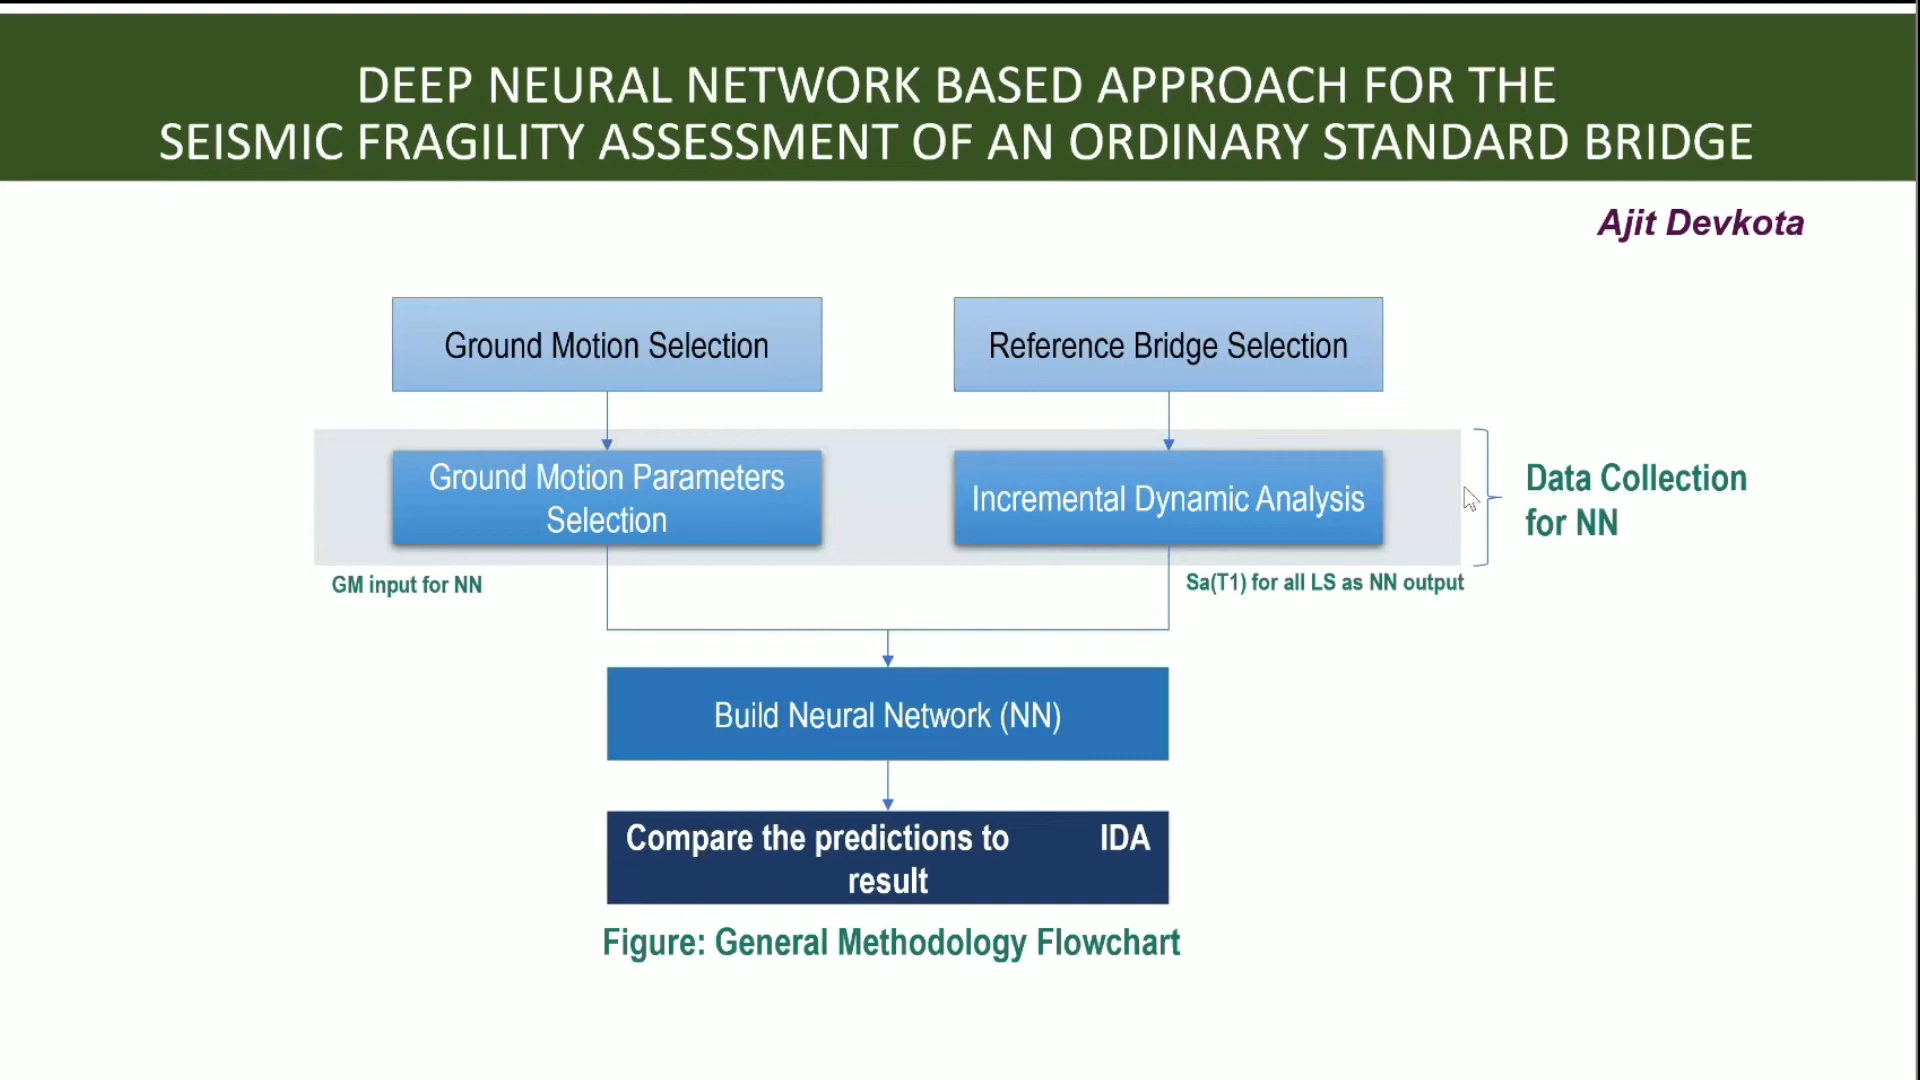 DEEP NEURAL NETWORK BASED APPROACH FOR THE
SEISMIC FRAGILITY ASSESSMENT OF AN ORDINARY STANDARD BRIDGE
Ajit Devkota
Ground Motion Selection
Reference Bridge Selection
Ground Motion Parameters
Selection
Incremental Dynamic Analysis
Data Collection
for NN
GM input for NN
Sa(T1) for all LS as NN output
Build Neural Network (NN)
Compare the predictions to IDA
result
Figure: General Methodology Flowchart